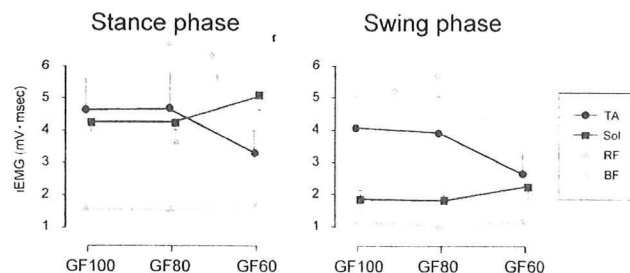 Stance phase
Swing phase
iEMG (mV·msec)
6
5
4
3
2
1
GF100 GF80 GF60
6
5
4
3
2
1
GF100 GF80 GF60
TA
Sol
RF
BF